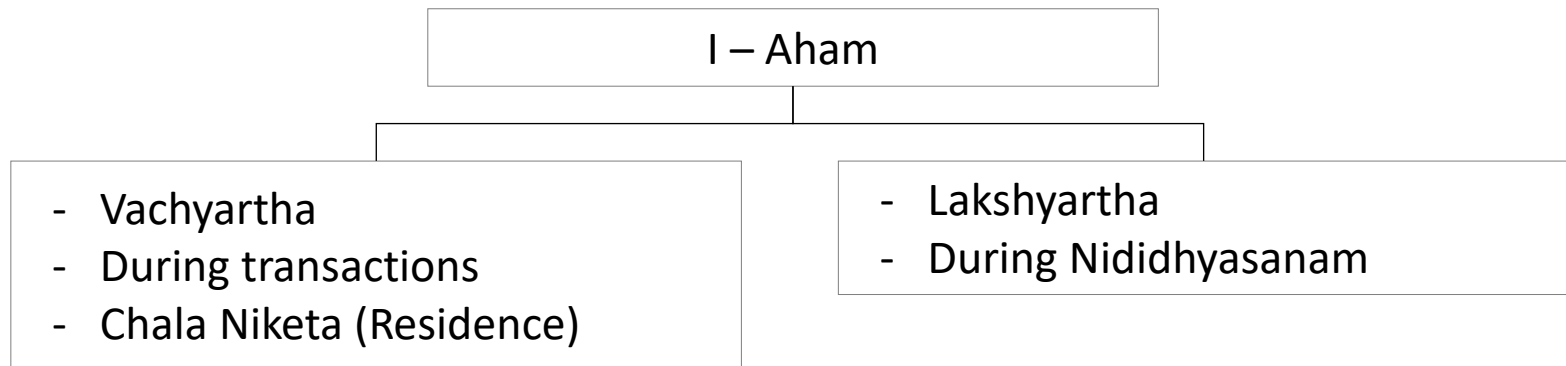 I – Aham
- Vachyartha
- During transactions
- Chala Niketa (Residence)
- Lakshyartha
- During Nididhyasanam